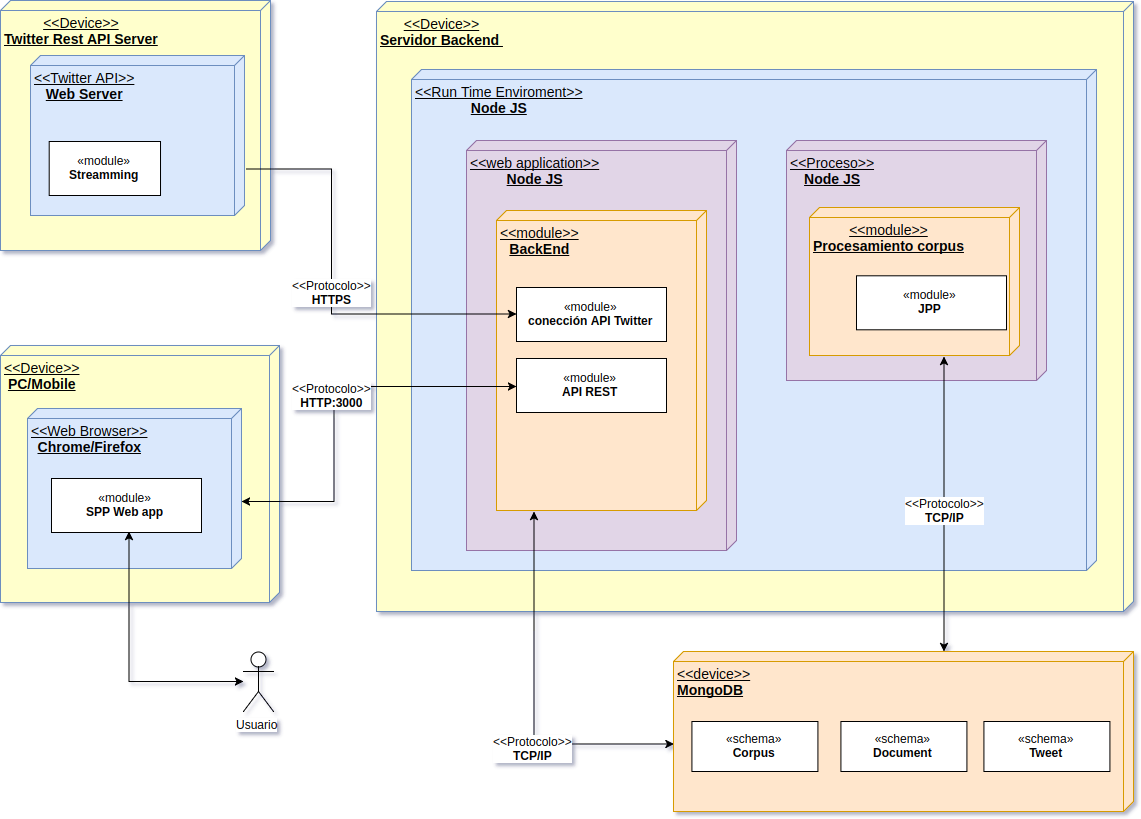 <<Device>>
Twitter Rest API Server
<<Twitter API>>
Web Server
«module»
Streamming
<<Device>>
Servidor Backend
<<Run Time Enviroment>>
Node JS
<<web application>>
Node JS
<<module>>
BackEnd
«module»
conección API Twitter
«module»
API REST
<<Proceso>>
Node JS
<<module>>
Procesamiento corpus
«module»
JPP
<<Protocolo>>
HTTPS
<<Protocolo>>
HTTP:3000
<<Device>>
PC/Mobile
<<Web Browser>>
Chrome/Firefox
«module»
SPP Web app
<<Protocolo>>
TCP/IP
Usuario
<<Protocolo>>
TCP/IP
<<device>>
MongoDB
«schema»
Corpus
«schema»
Document
«schema»
Tweet